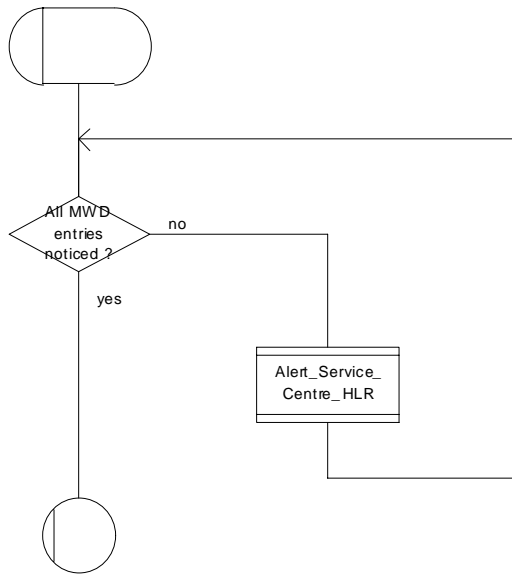 All MWD
entries
noticed ?
no
yes
Alert_Service_
Centre_HLR